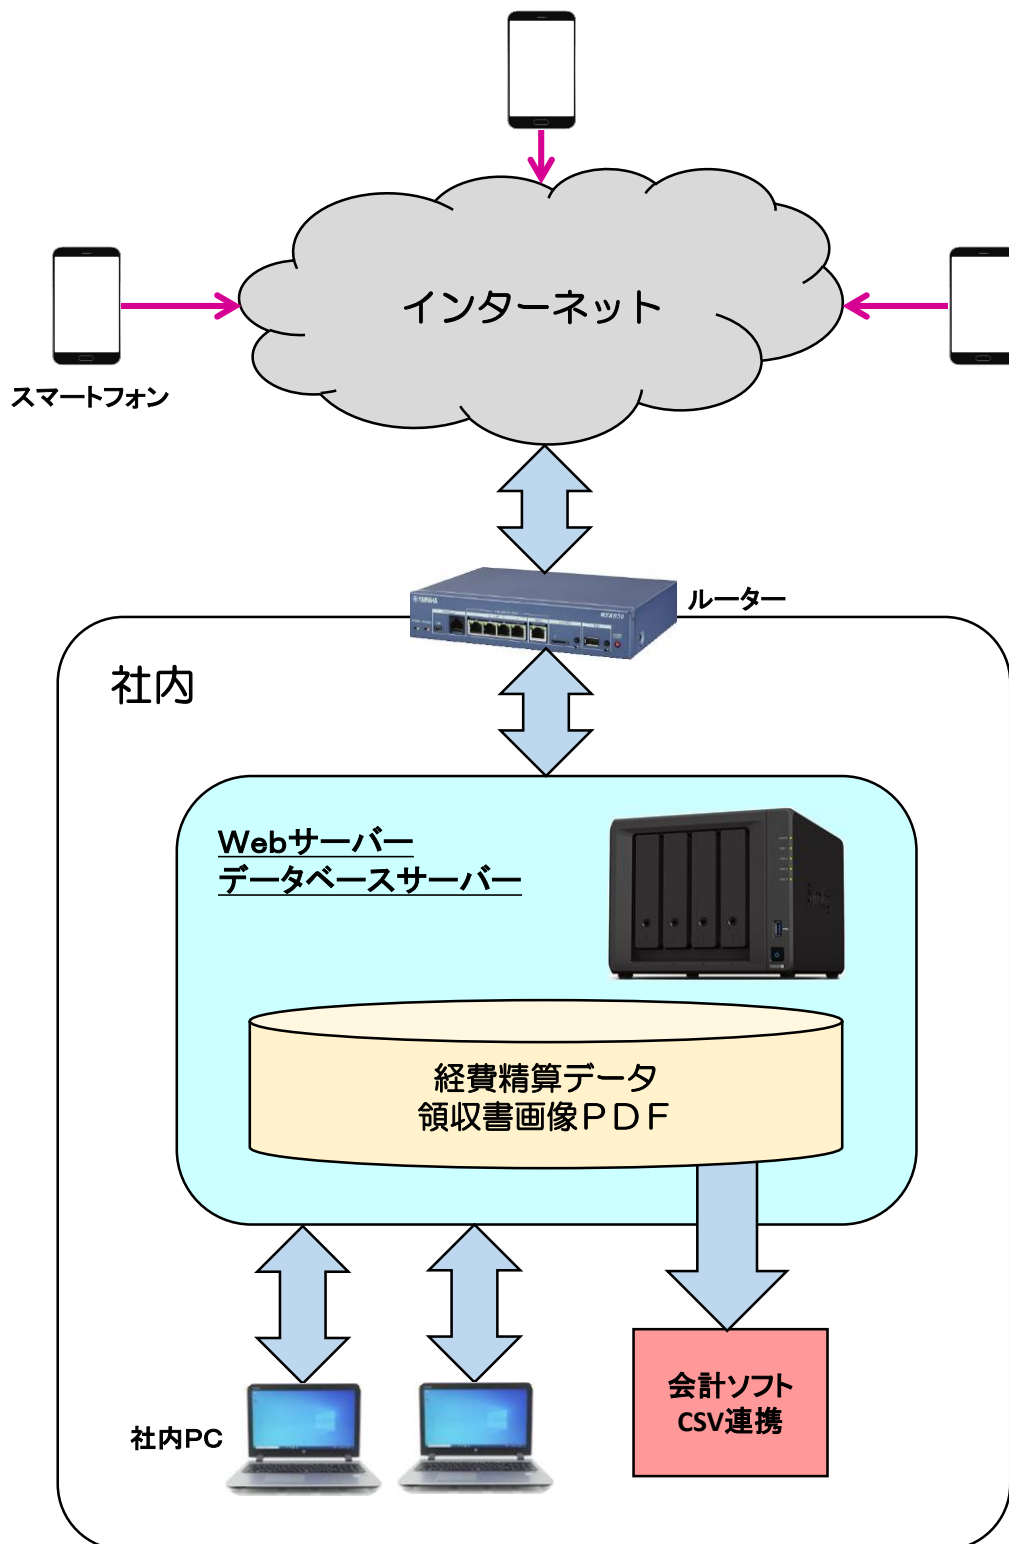 インターネット
スマートフォン
YAMAHA
ルーター
社内
Webサーバー
データベースサーバー
経費精算データ
領収書画像ＰＤＦ
会計ソフト
CSV連携
社内PC